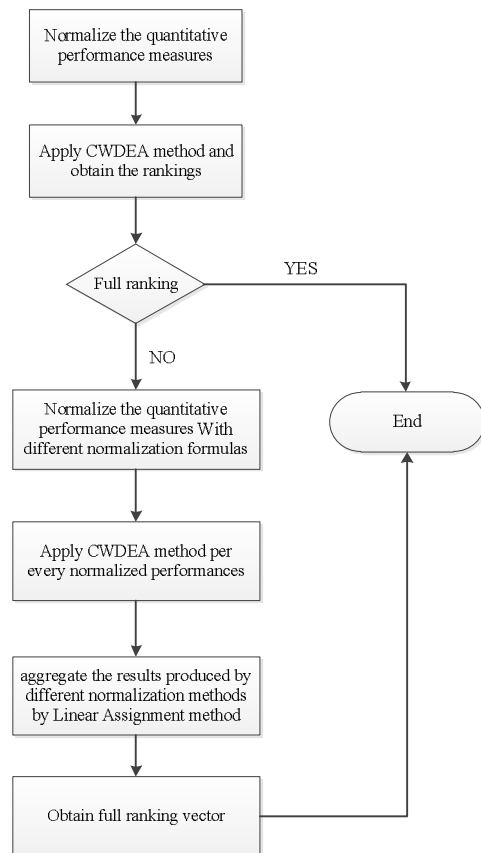 Normalize the quantitative
performance measures
Apply CWDEA method and
obtain the rankings
Full ranking
YES
NO
Normalize the quantitative
performance measures With
different normalization formulas
End
Apply CWDEA method per
every normalized performances
aggregate the results produced by
different normalization methods
by Linear Assignment method
Obtain full ranking vector